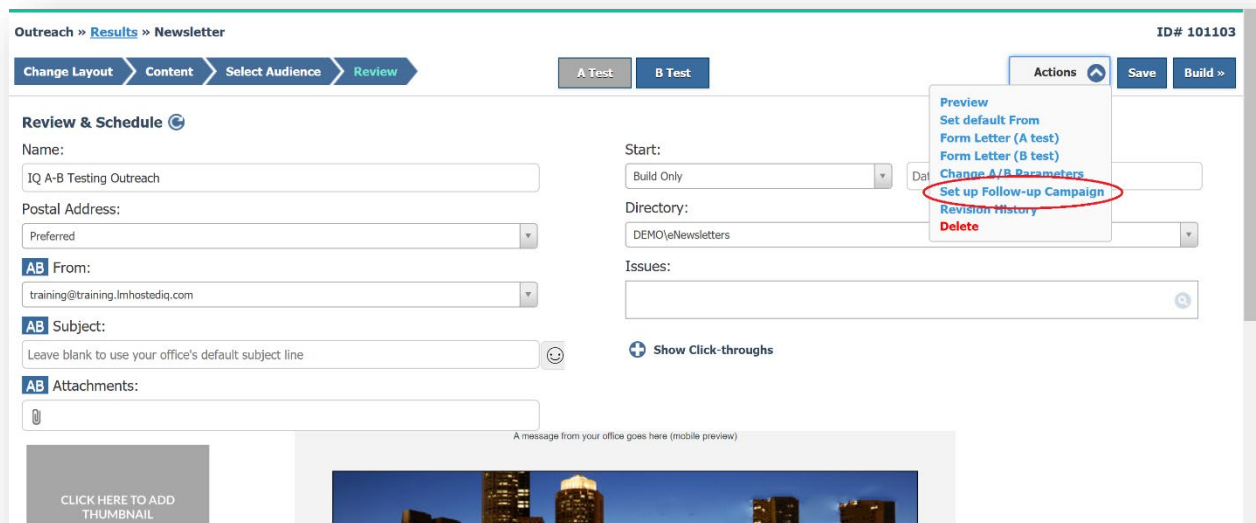 Outreach » Results » Newsletter
ID# 101103
Change Layout
Content
Select Audience
Review
A Test
B Test
Actions
Save
Build »
Preview
Set default From
Form Letter (A test)
Form Letter (B test)
Change A/B Parameters
Set up Follow-up Campaign
Revision History
Delete
Review & Schedule
Name:
IQ A-B Testing Outreach
Start:
Build Only
Dat
Postal Address:
Preferred
Directory:
DEMO\eNewsletters
AB From:
training@training.lmhostediq.com
Issues:
AB Subject:
Leave blank to use your office's default subject line
Show Click-throughs
AB Attachments:
A message from your office goes here (mobile preview)
CLICK HERE TO ADD
THUMBNAIL